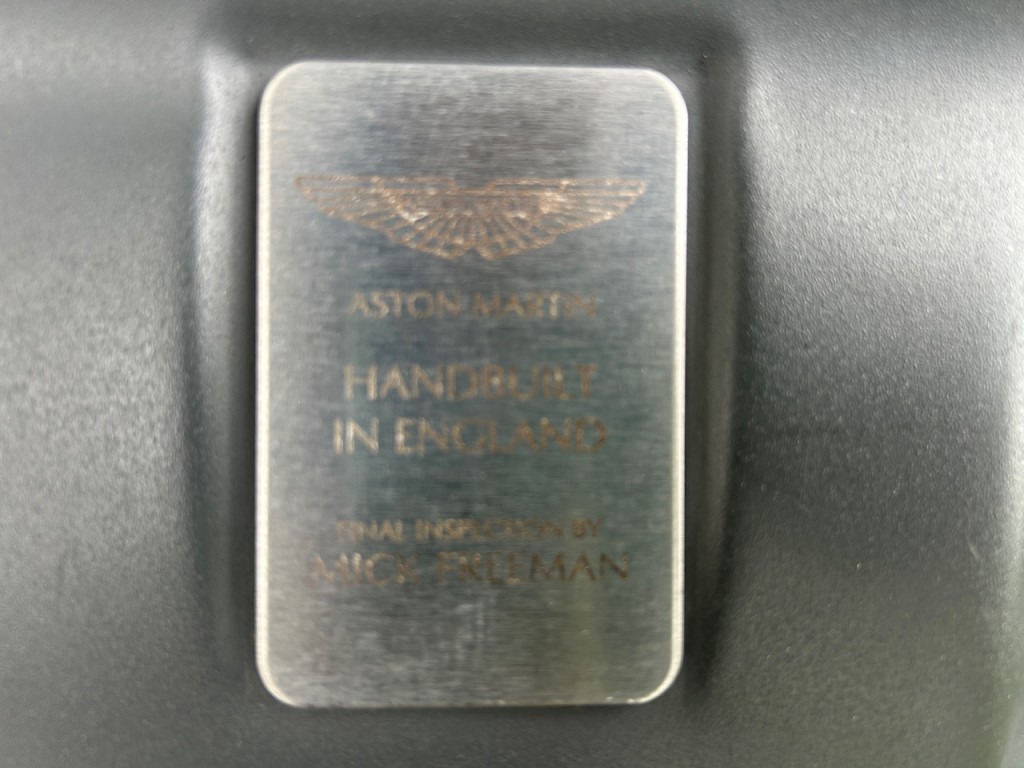 ASTON MARTIN
HANDBUILT
IN ENGLAND
FINAL INSPECTION BY
MICK FREEMAN